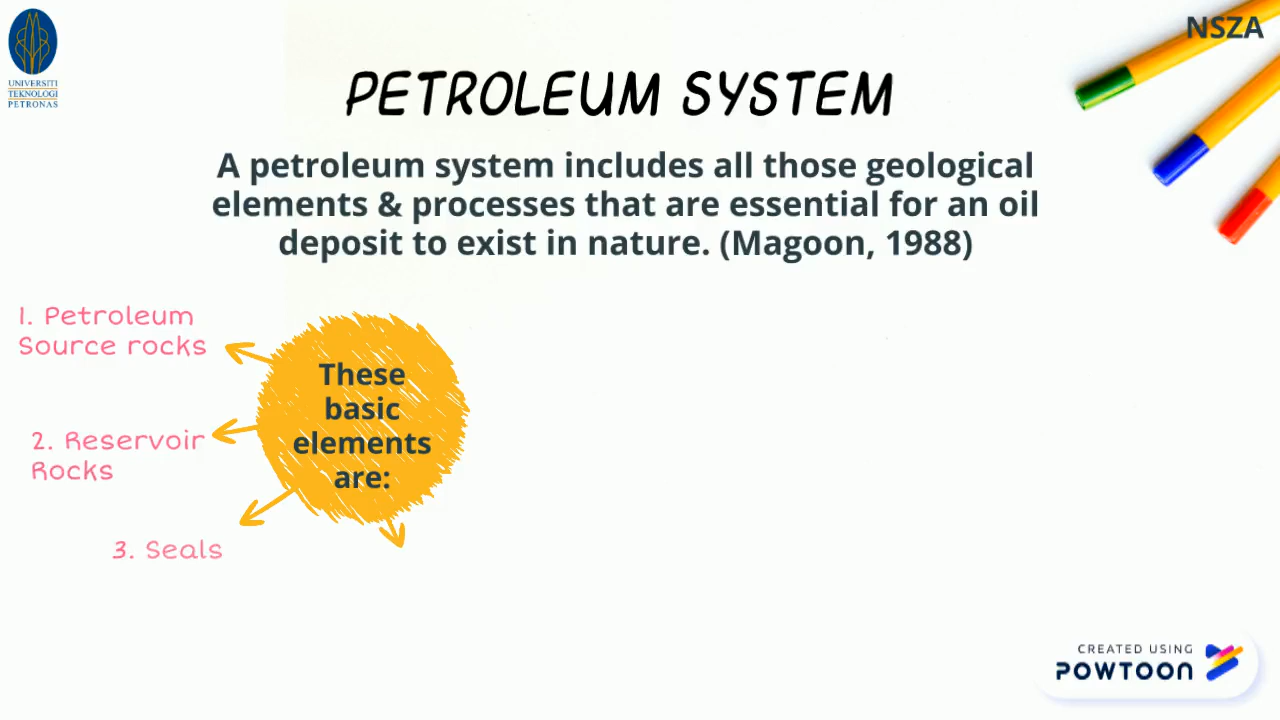 UNIVERSITI
TEKNOLOGI
PETRONAS
NSZA
PETROLEUM SYSTEM
A petroleum system includes all those geological
elements & processes that are essential for an oil
deposit to exist in nature. (Magoon, 1988)
1. Petroleum
Source rocks
2. Reservoir
Rocks
3. Seals
These
basic
elements
are:
CREATED USING
POWTOON